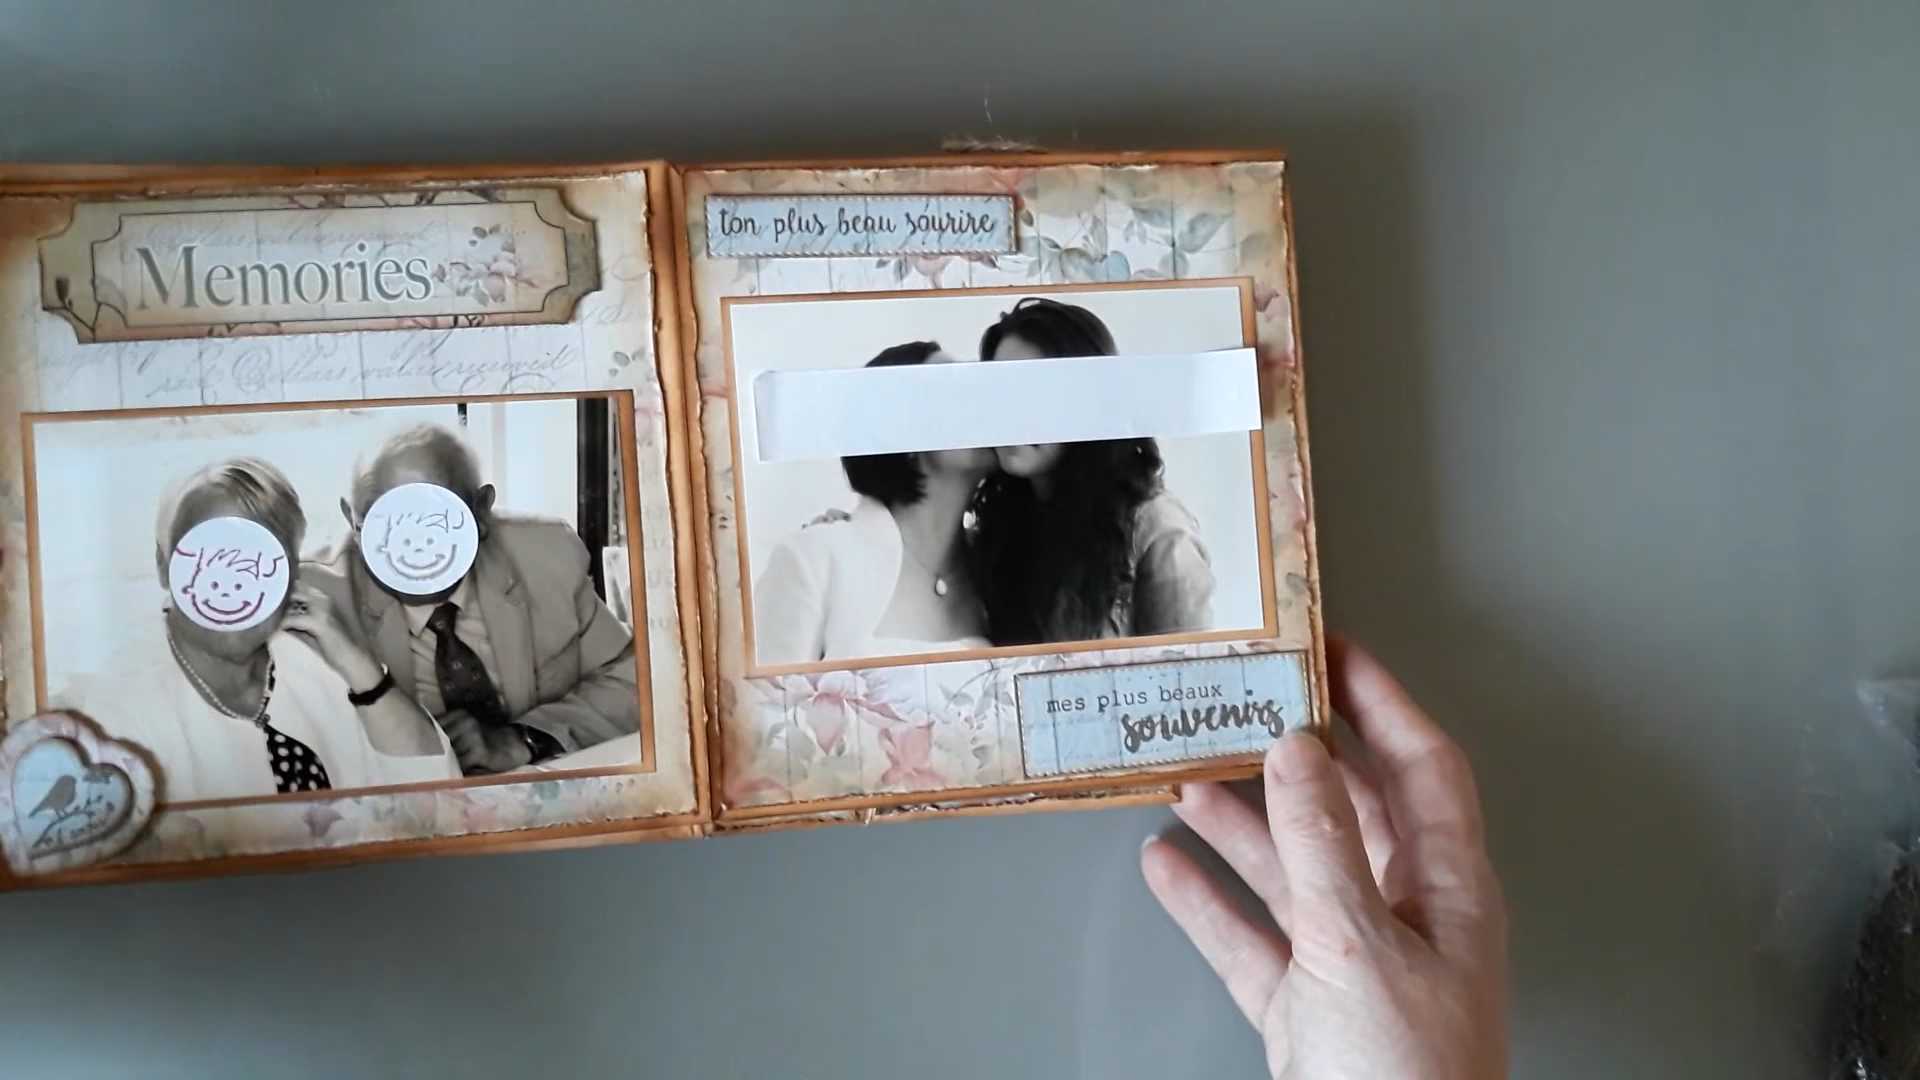 Memories
ton plus beau sourire
mes plus beaux
souvenirs